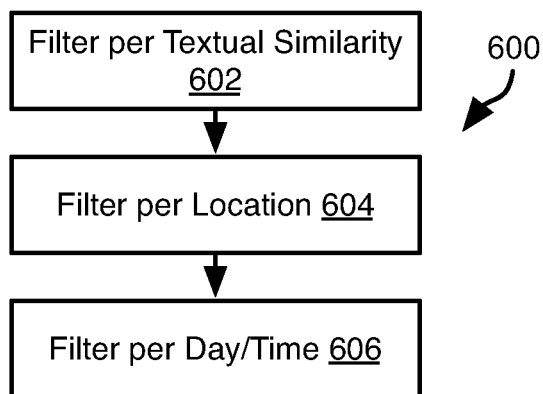 Filter per Textual Similarity
602
600
Filter per Location 604
Filter per Day/Time 606